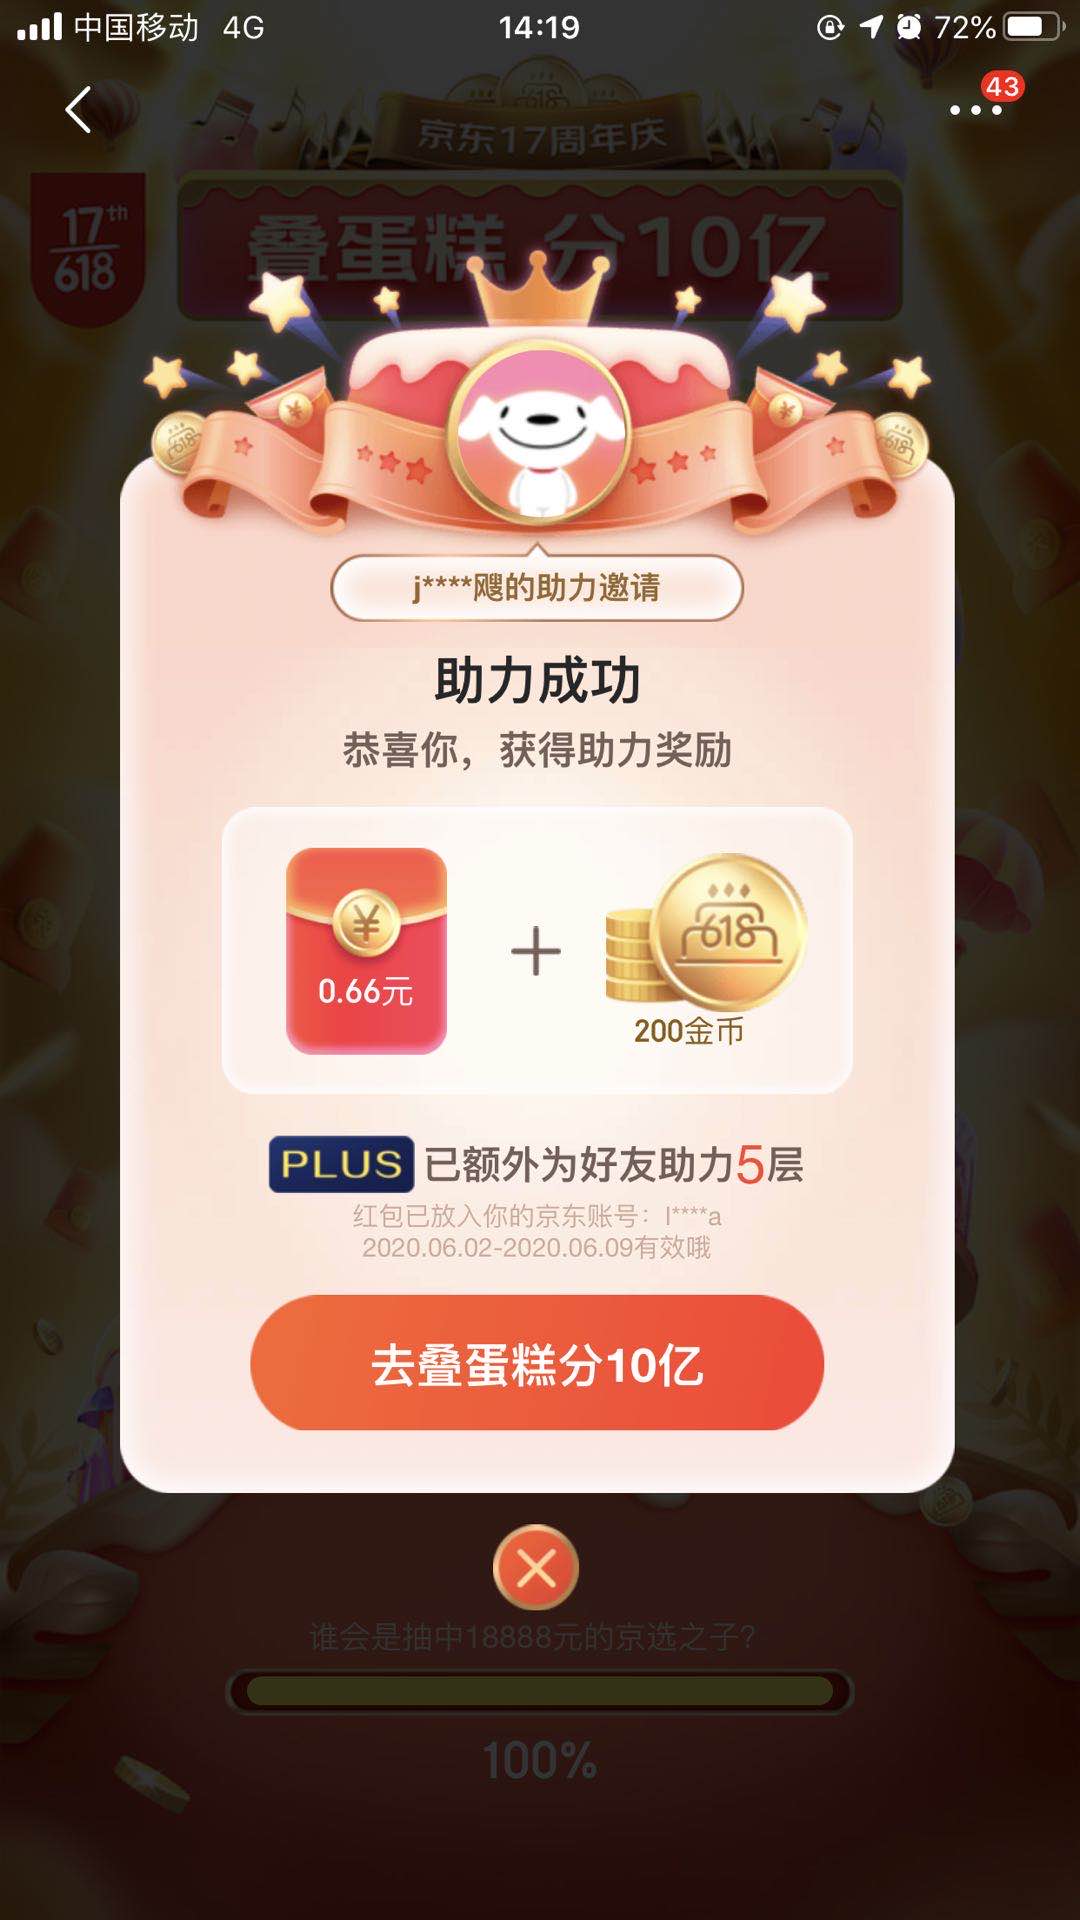 中国移动 4G 14:19 72%
43
京东17周年庆
17th
618
叠蛋糕 分10亿
j****飔的助力邀请
助力成功
恭喜你，获得助力奖励
¥
0.66元
+
618
200金币
PLUS 已额外为好友助力5层
红包已放入你的京东账号：l****a
2020.06.02-2020.06.09有效哦
去叠蛋糕分10亿
谁会是抽中18888元的京选之子？
100%